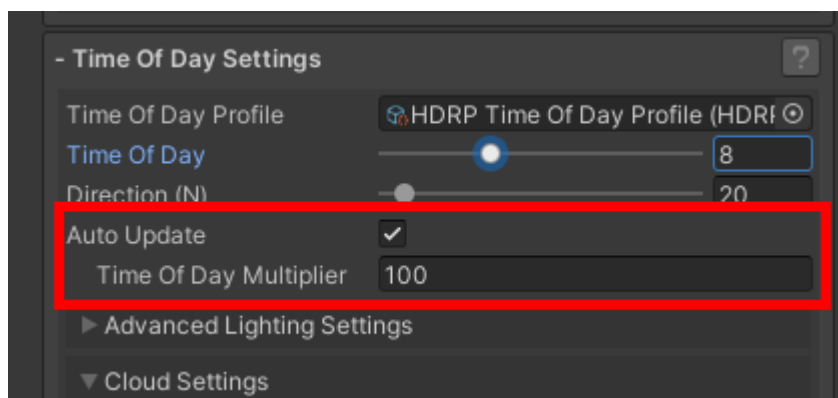 - Time Of Day Settings
?
Time Of Day Profile HDRP Time Of Day Profile (HDRI
Time Of Day 8
Direction (N) 20
Auto Update
Time Of Day Multiplier 100
Advanced Lighting Settings
Cloud Settings